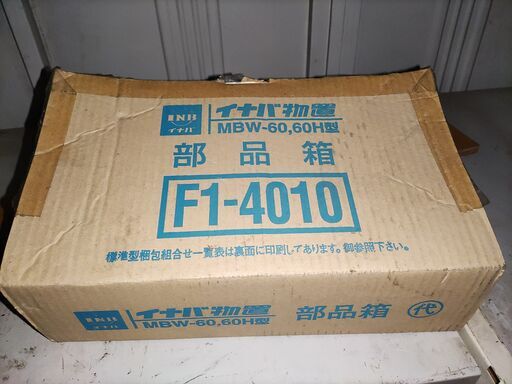 INB
イナバ
イナバ物置
MBW-60,60H型
部品箱
F1-4010
標準型梱包組合せ一覧表は裏面に印刷してあります。御参照下さい。
INB
イナバ
イナバ物置
MBW-60,60H型
部品箱 代